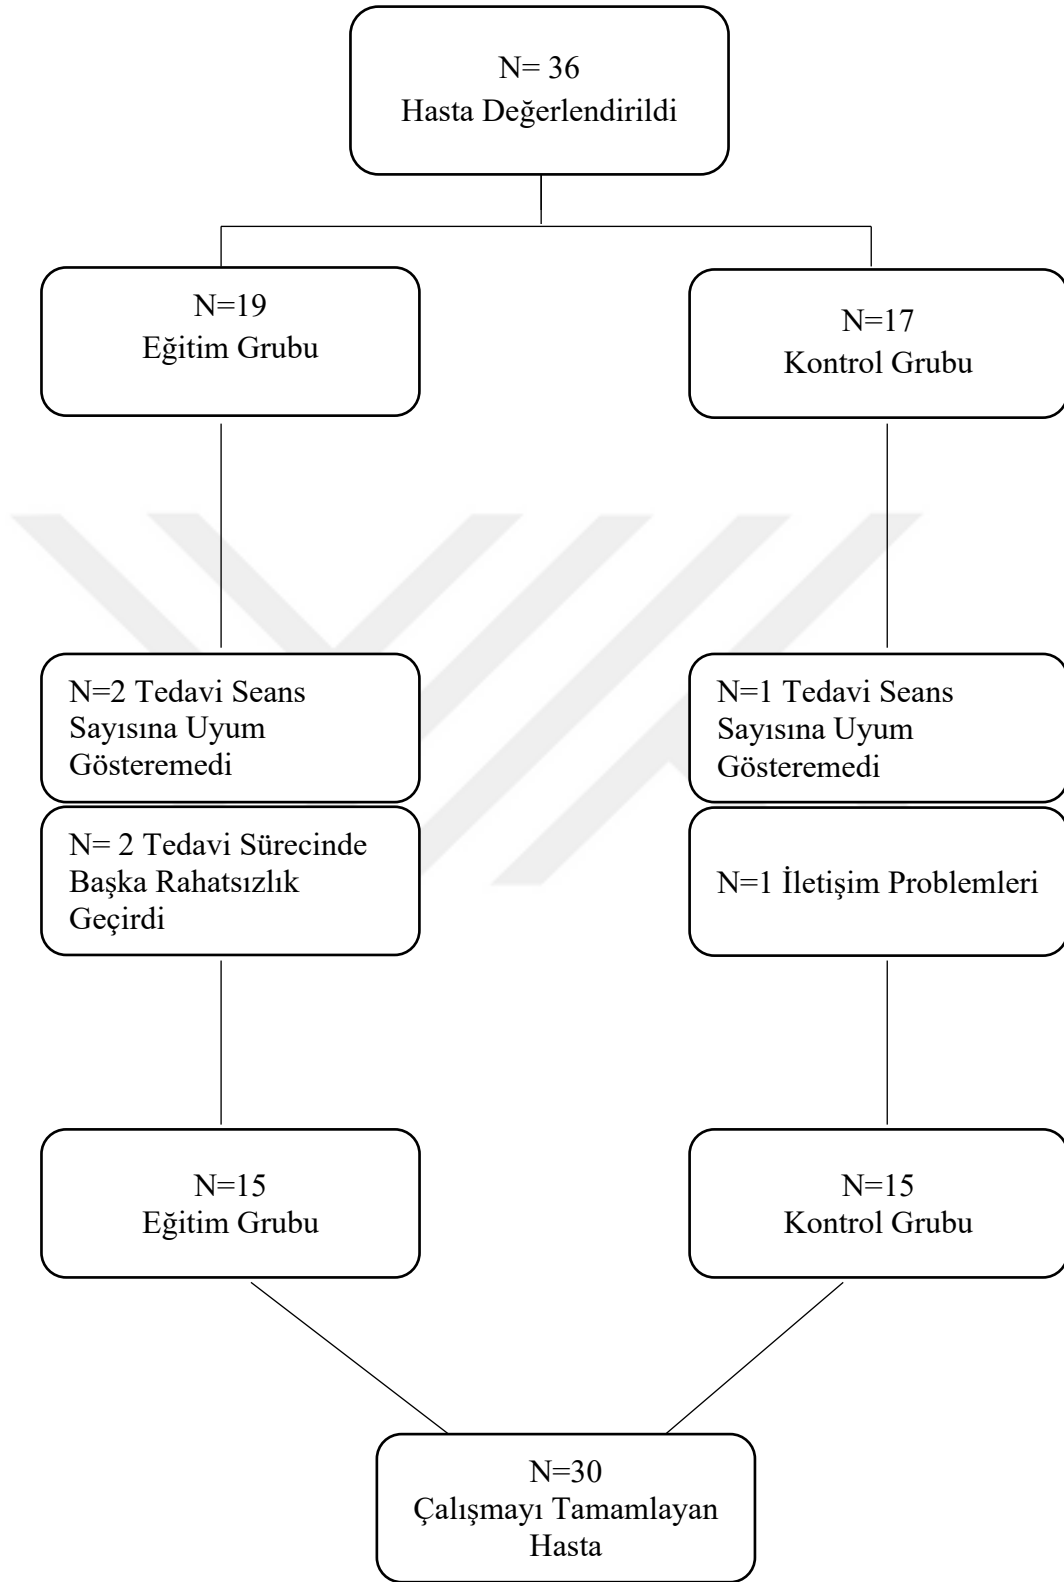 N= 36
Hasta Değerlendirildi
N=19
Eğitim Grubu
N=17
Kontrol Grubu
N=2 Tedavi Seans
Sayısına Uyum
Gösteremedi
N=1 Tedavi Seans
Sayısına Uyum
Gösteremedi
N= 2 Tedavi Sürecinde
Başka Rahatsızlık
Geçirdi
N=1 İletişim Problemleri
N=15
Eğitim Grubu
N=15
Kontrol Grubu
N=30
Çalışmayı Tamamlayan
Hasta